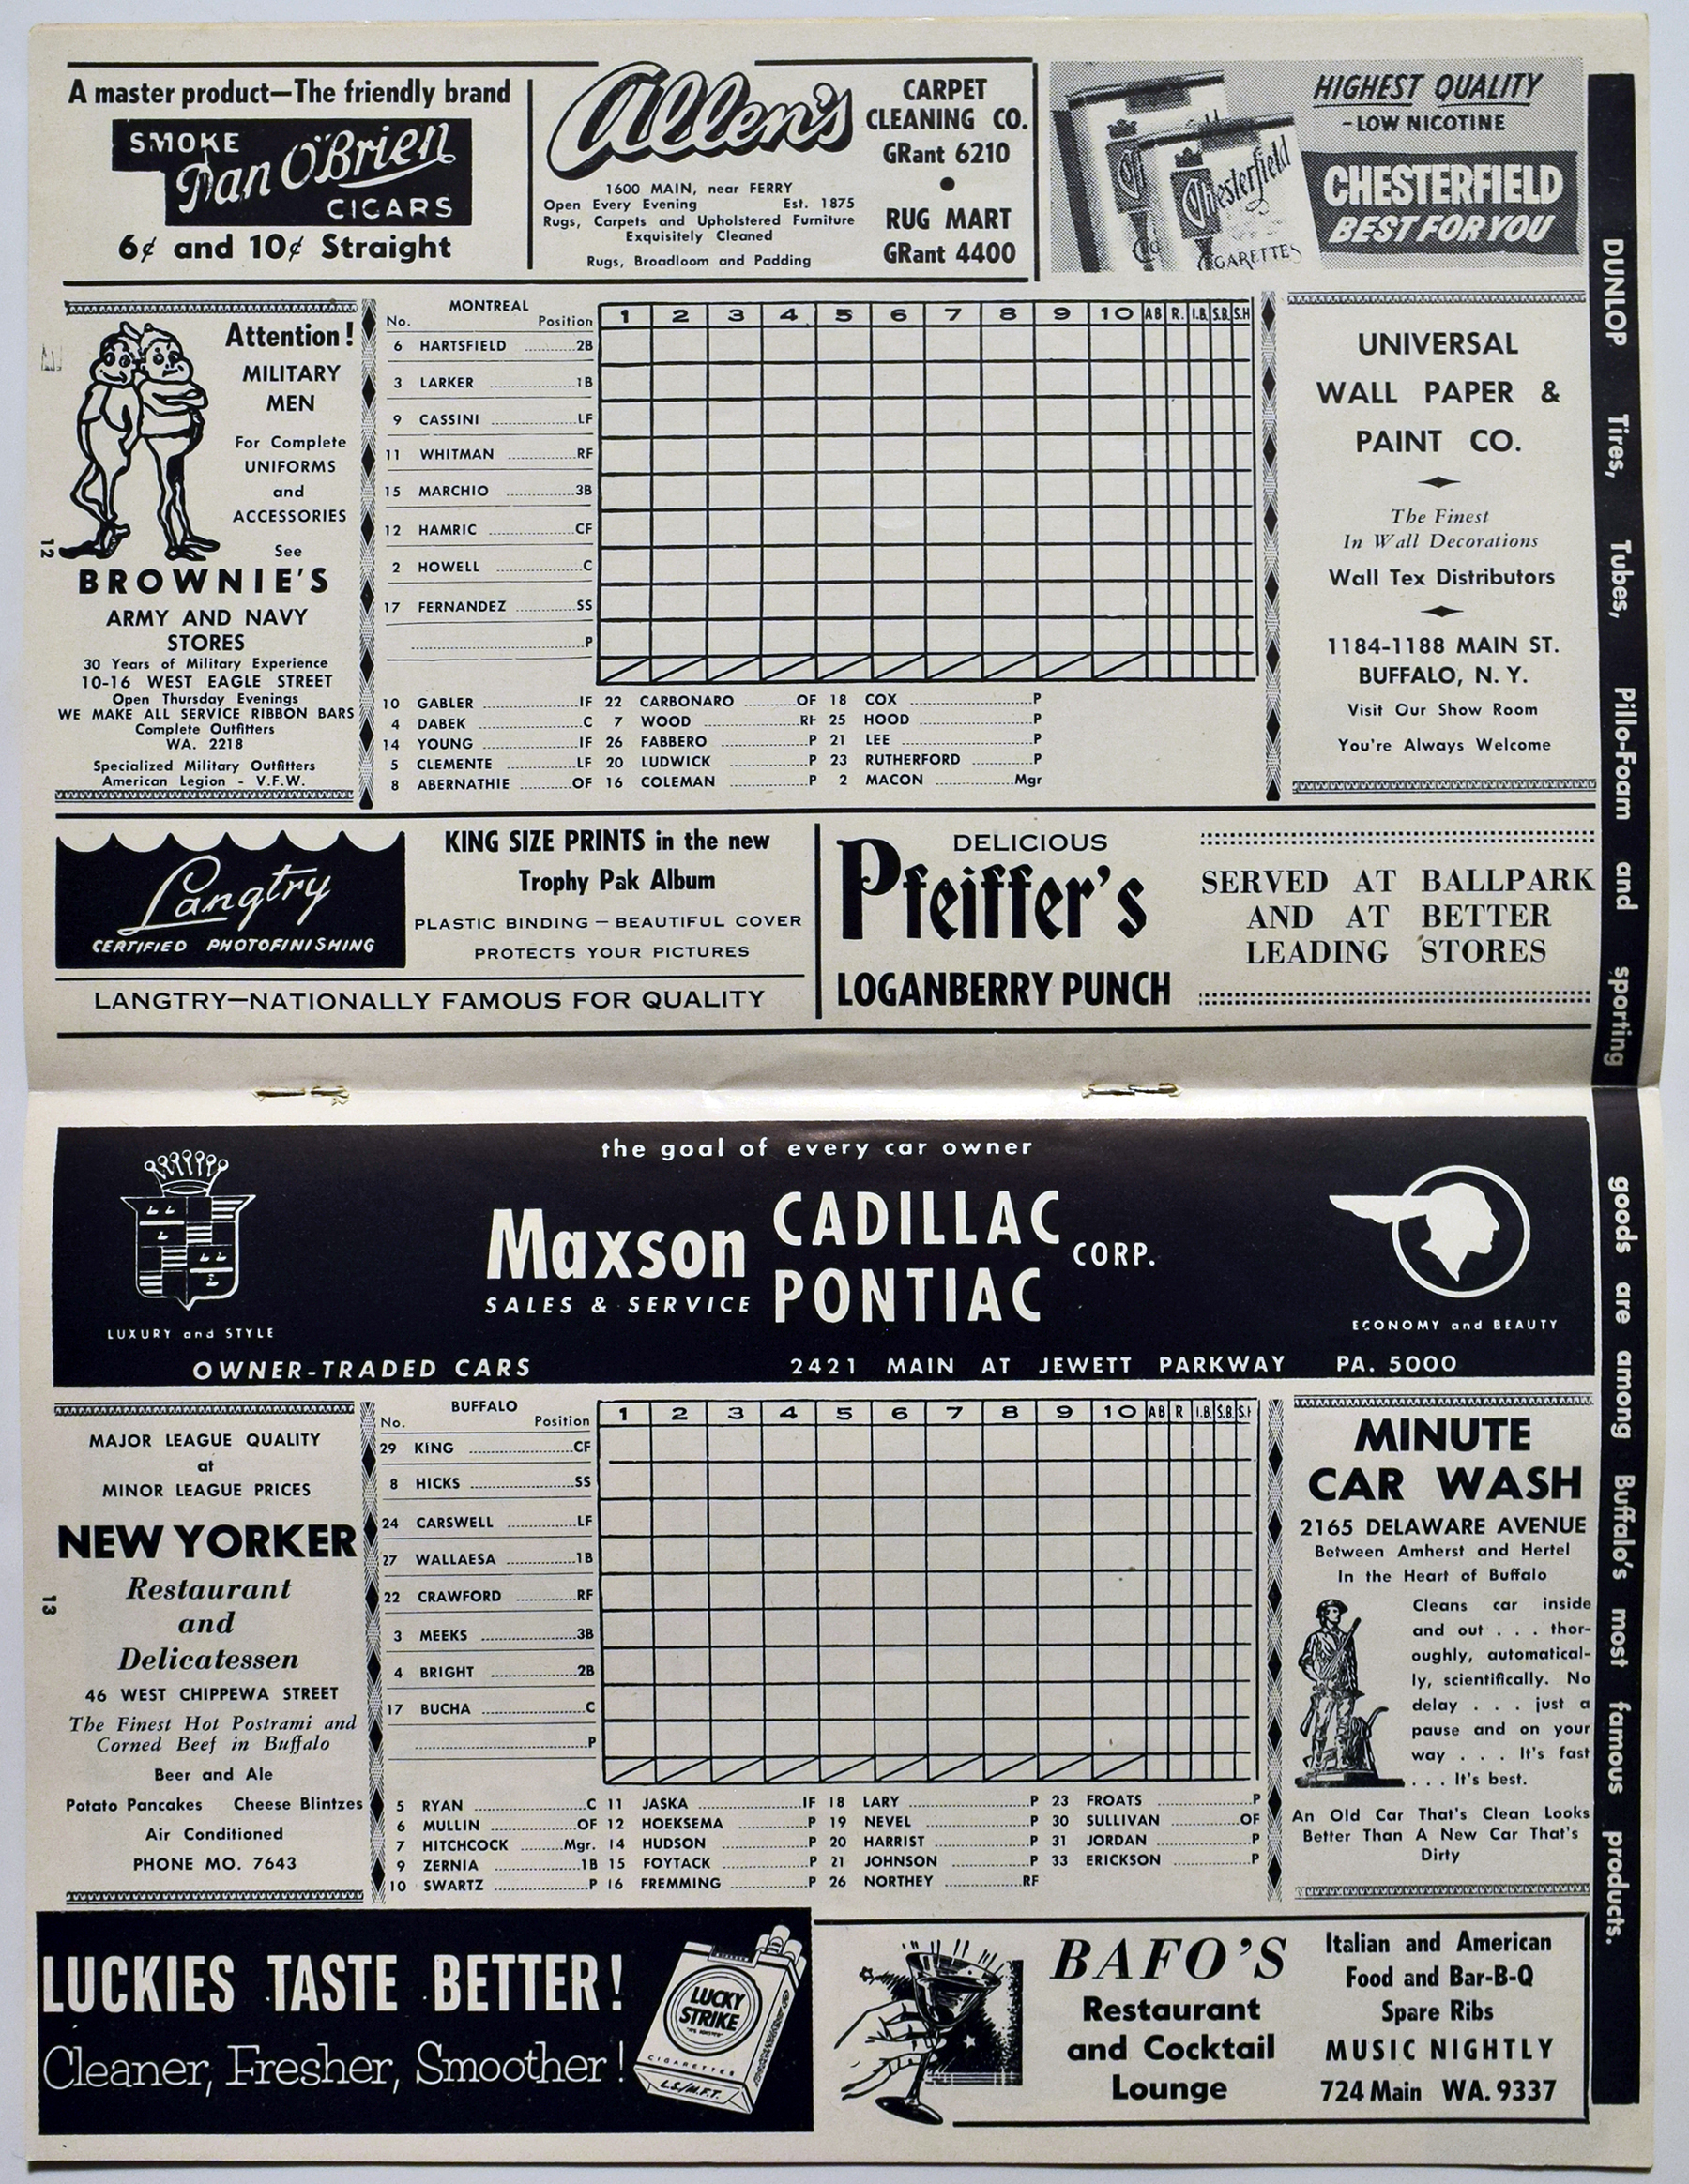 A master product—The friendly brand
SMOKE
Dan O'Brien
CIGARS
6¢ and 10¢ Straight
Allen's
CARPET
CLEANING CO.
GRant 6210
RUG MART
GRant 4400
1600 MAIN, near FERRY
Open Every Evening Est. 1875
Rugs, Carpets and Upholstered Furniture
Exquisitely Cleaned
Rugs, Broadloom and Padding
Chesterfield
CIGARETTES
HIGHEST QUALITY
-LOW NICOTINE
CHESTERFIELD
BEST FOR YOU
Attention!
MILITARY
MEN
For Complete
UNIFORMS
and
ACCESSORIES
See
BROWNIE'S
ARMY AND NAVY
STORES
30 Years of Military Experience
10-16 WEST EAGLE STREET
Open Thursday Evenings
WE MAKE ALL SERVICE RIBBON BARS
Complete Outfitters
WA. 2218
Specialized Military Outfitters
American Legion - V.F.W.
12
MONTREAL
No. Position 1 2 3 4 5 6 7 8 9 10 AB R. I.B. S.B. S.H
6 HARTSFIELD ..........2B
3 LARKER ..........1B
9 CASSINI ..........LF
11 WHITMAN ..........RF
15 MARCHIO ..........3B
12 HAMRIC ..........CF
2 HOWELL ..........C
17 FERNANDEZ ..........SS
..........P
10 GABLER ..........IF 22 CARBONARO ..........OF 18 COX ..........P
4 DABEK ..........C 7 WOOD ..........RH 25 HOOD ..........P
14 YOUNG ..........IF 26 FABBERO ..........P 21 LEE ..........P
5 CLEMENTE ..........LF 20 LUDWICK ..........P 23 RUTHERFORD ..........P
8 ABERNATHIE ..........OF 16 COLEMAN ..........P 2 MACON ..........Mgr
UNIVERSAL
WALL PAPER &
PAINT CO.
The Finest
In Wall Decorations
Wall Tex Distributors
1184-1188 MAIN ST.
BUFFALO, N. Y.
Visit Our Show Room
You're Always Welcome
Langtry
CERTIFIED PHOTOFINISHING
KING SIZE PRINTS in the new
Trophy Pak Album
PLASTIC BINDING — BEAUTIFUL COVER
PROTECTS YOUR PICTURES
LANGTRY—NATIONALLY FAMOUS FOR QUALITY
DELICIOUS
Pfeiffer's
LOGANBERRY PUNCH
SERVED AT BALLPARK
AND AT BETTER
LEADING STORES
DUNLOP Tires, Tubes, Pillo-Foam and sporting goods are among Buffalo's most famous products.
the goal of every car owner
Maxson
SALES & SERVICE
CADILLAC
PONTIAC
CORP.
LUXURY and STYLE
ECONOMY and BEAUTY
OWNER-TRADED CARS 2421 MAIN AT JEWETT PARKWAY PA. 5000
MAJOR LEAGUE QUALITY
at
MINOR LEAGUE PRICES
NEW YORKER
Restaurant
and
Delicatessen
46 WEST CHIPPEWA STREET
The Finest Hot Postrami and
Corned Beef in Buffalo
Beer and Ale
Potato Pancakes Cheese Blintzes
Air Conditioned
PHONE MO. 7643
13
BUFFALO
No. Position 1 2 3 4 5 6 7 8 9 10 AB R I.B. S.B. S.H
29 KING ..........CF
8 HICKS ..........SS
24 CARSWELL ..........LF
27 WALLAESA ..........1B
22 CRAWFORD ..........RF
3 MEEKS ..........3B
4 BRIGHT ..........2B
17 BUCHA ..........C
..........P
5 RYAN ..........C 11 JASKA ..........IF 18 LARY ..........P 23 FROATS ..........P
6 MULLIN ..........OF 12 HOEKSEMA ..........P 19 NEVEL ..........P 30 SULLIVAN ..........OF
7 HITCHCOCK ..........Mgr. 14 HUDSON ..........P 20 HARRIST ..........P 31 JORDAN ..........P
9 ZERNIA ..........1B 15 FOYTACK ..........P 21 JOHNSON ..........P 33 ERICKSON ..........P
10 SWARTZ ..........P 16 FREMMING ..........P 26 NORTHEY ..........RF
MINUTE
CAR WASH
2165 DELAWARE AVENUE
Between Amherst and Hertel
In the Heart of Buffalo
Cleans car inside
and out . . . thor-
oughly, automatical-
ly, scientifically. No
delay . . . just a
pause and on your
way . . . It's fast
. . . It's best.
An Old Car That's Clean Looks
Better Than A New Car That's
Dirty
LUCKIES TASTE BETTER!
Cleaner, Fresher, Smoother!
LUCKY
STRIKE
"IT'S TOASTED"
CIGARETTES
L.S./M.F.T.
BAFO'S
Restaurant
and Cocktail
Lounge
Italian and American
Food and Bar-B-Q
Spare Ribs
MUSIC NIGHTLY
724 Main WA. 9337